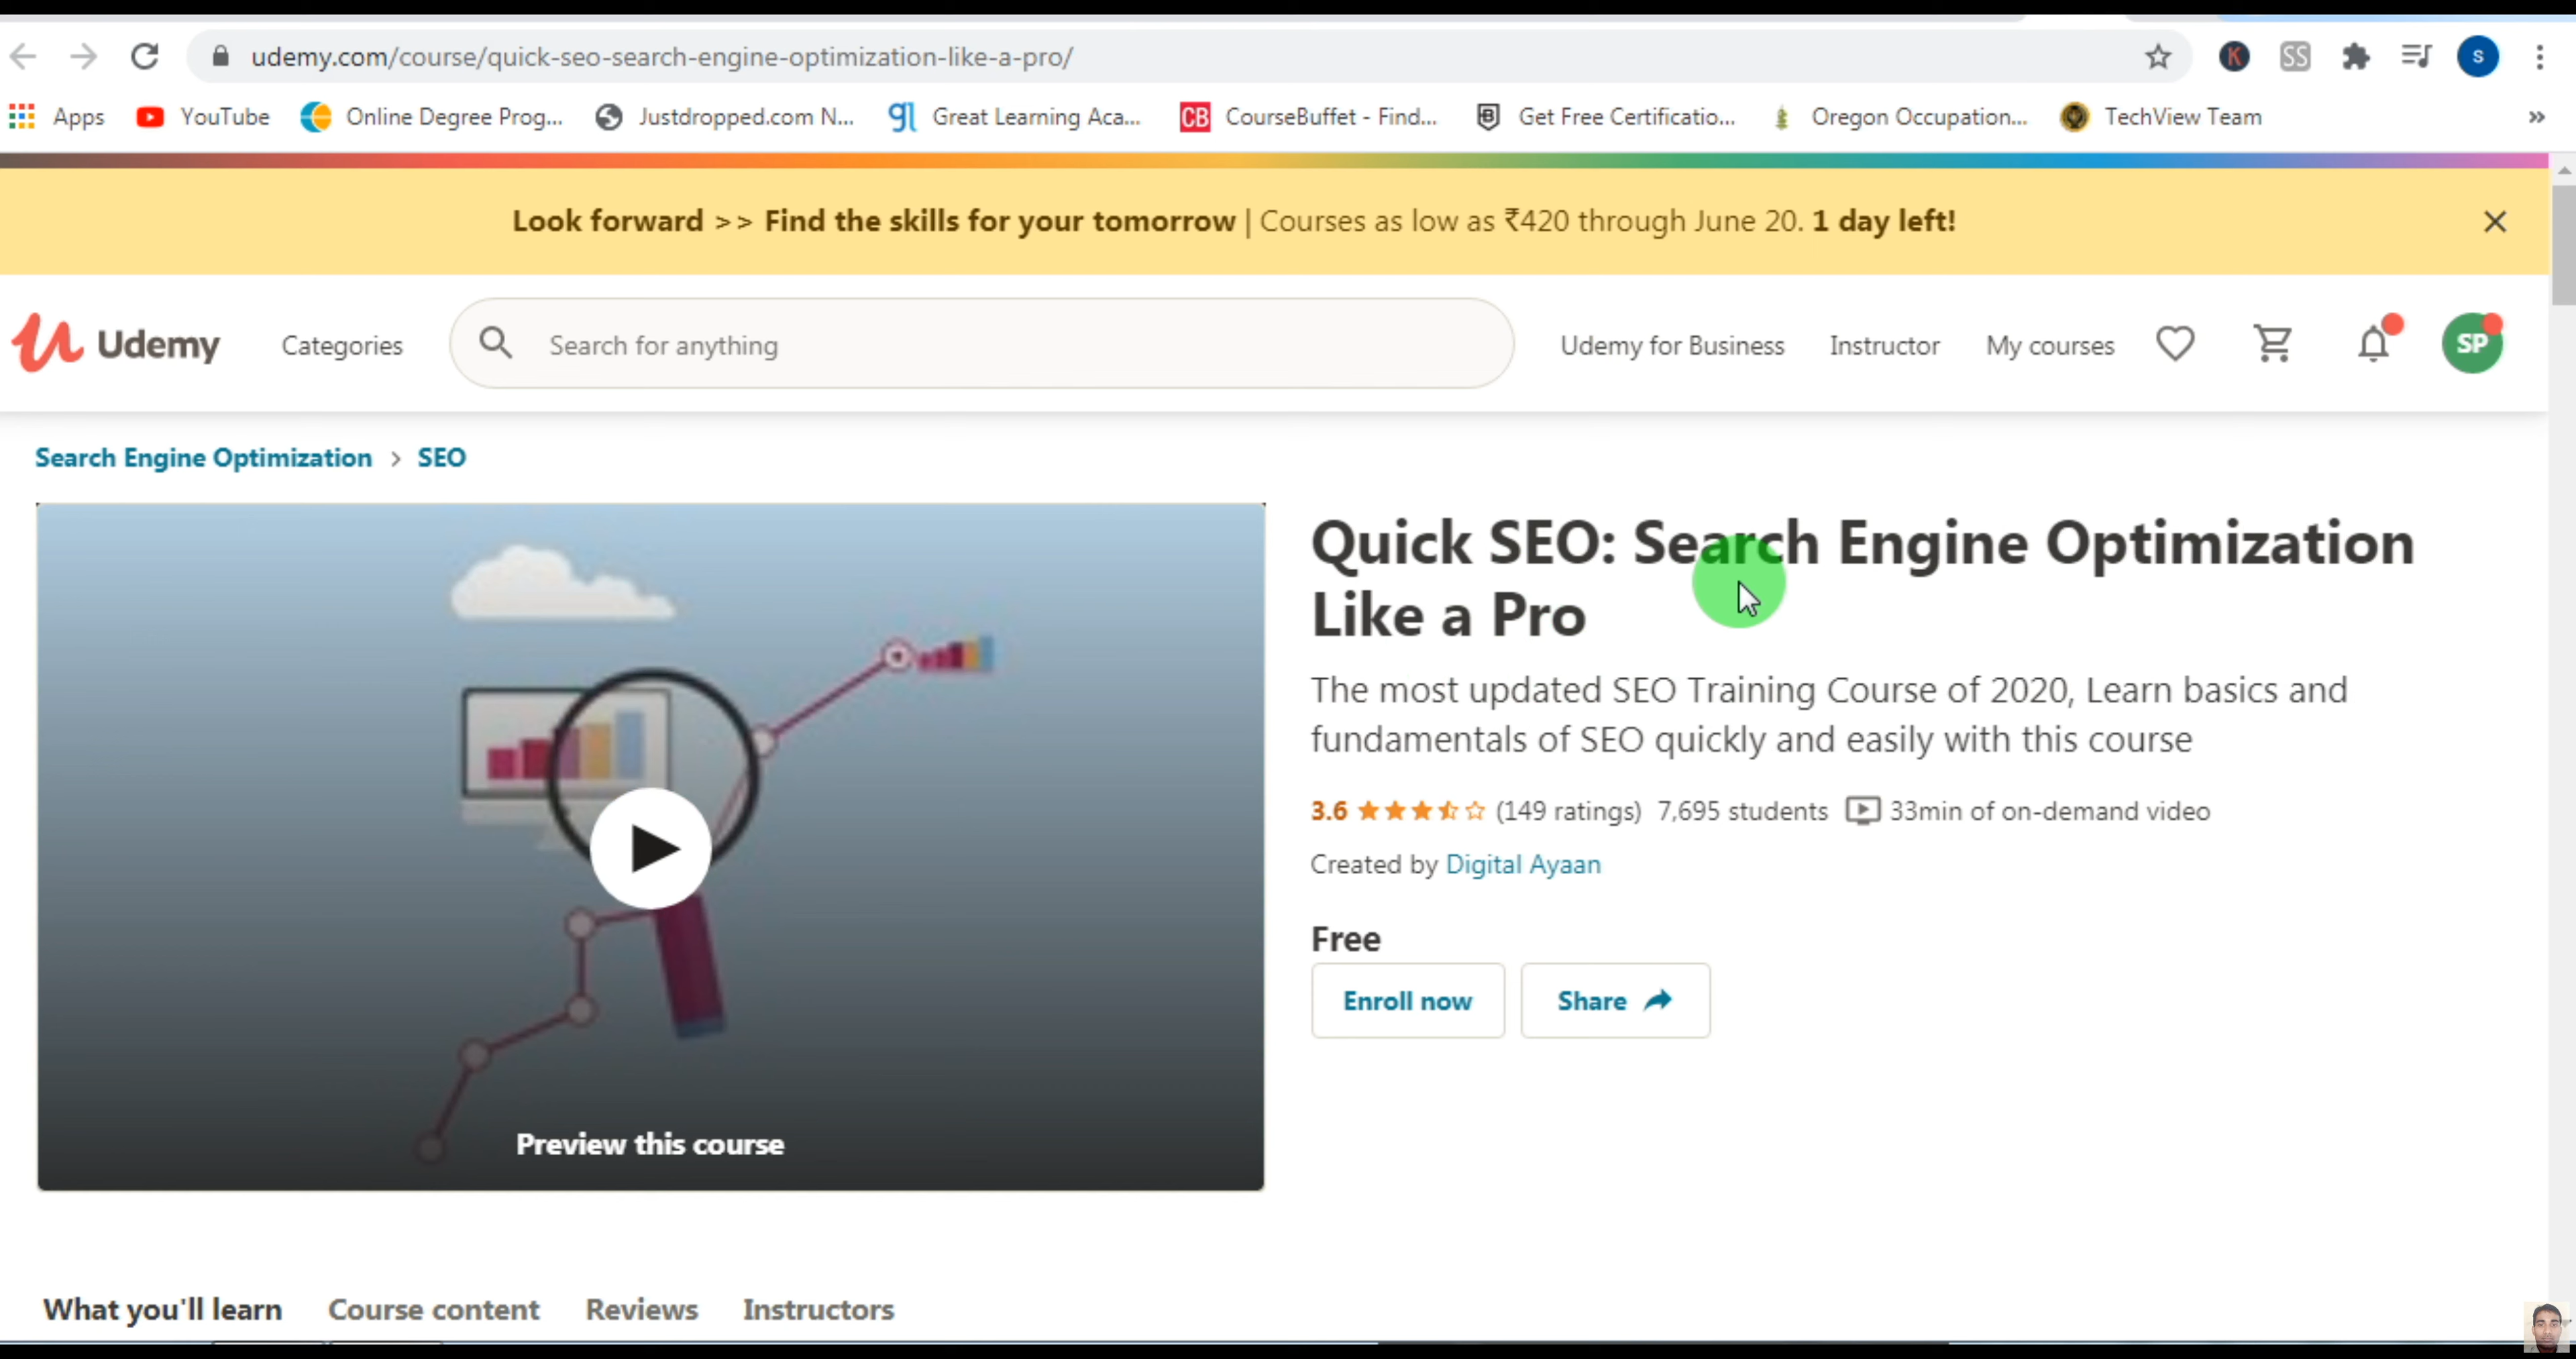 udemy.com/course/quick-seo-search-engine-optimization-like-a-pro/
K SS S
Apps YouTube Online Degree Prog... Justdropped.com N... gl Great Learning Aca... CB CourseBuffet - Find... B Get Free Certificatio... Oregon Occupation... TechView Team »
Look forward >> Find the skills for your tomorrow | Courses as low as ₹420 through June 20. 1 day left!
Udemy Categories Search for anything Udemy for Business Instructor My courses SP
Search Engine Optimization > SEO
Quick SEO: Search Engine Optimization
Like a Pro
The most updated SEO Training Course of 2020, Learn basics and
fundamentals of SEO quickly and easily with this course
3.6 (149 ratings) 7,695 students 33min of on-demand video
Created by Digital Ayaan
Free
Enroll now Share
Preview this course
What you'll learn Course content Reviews Instructors